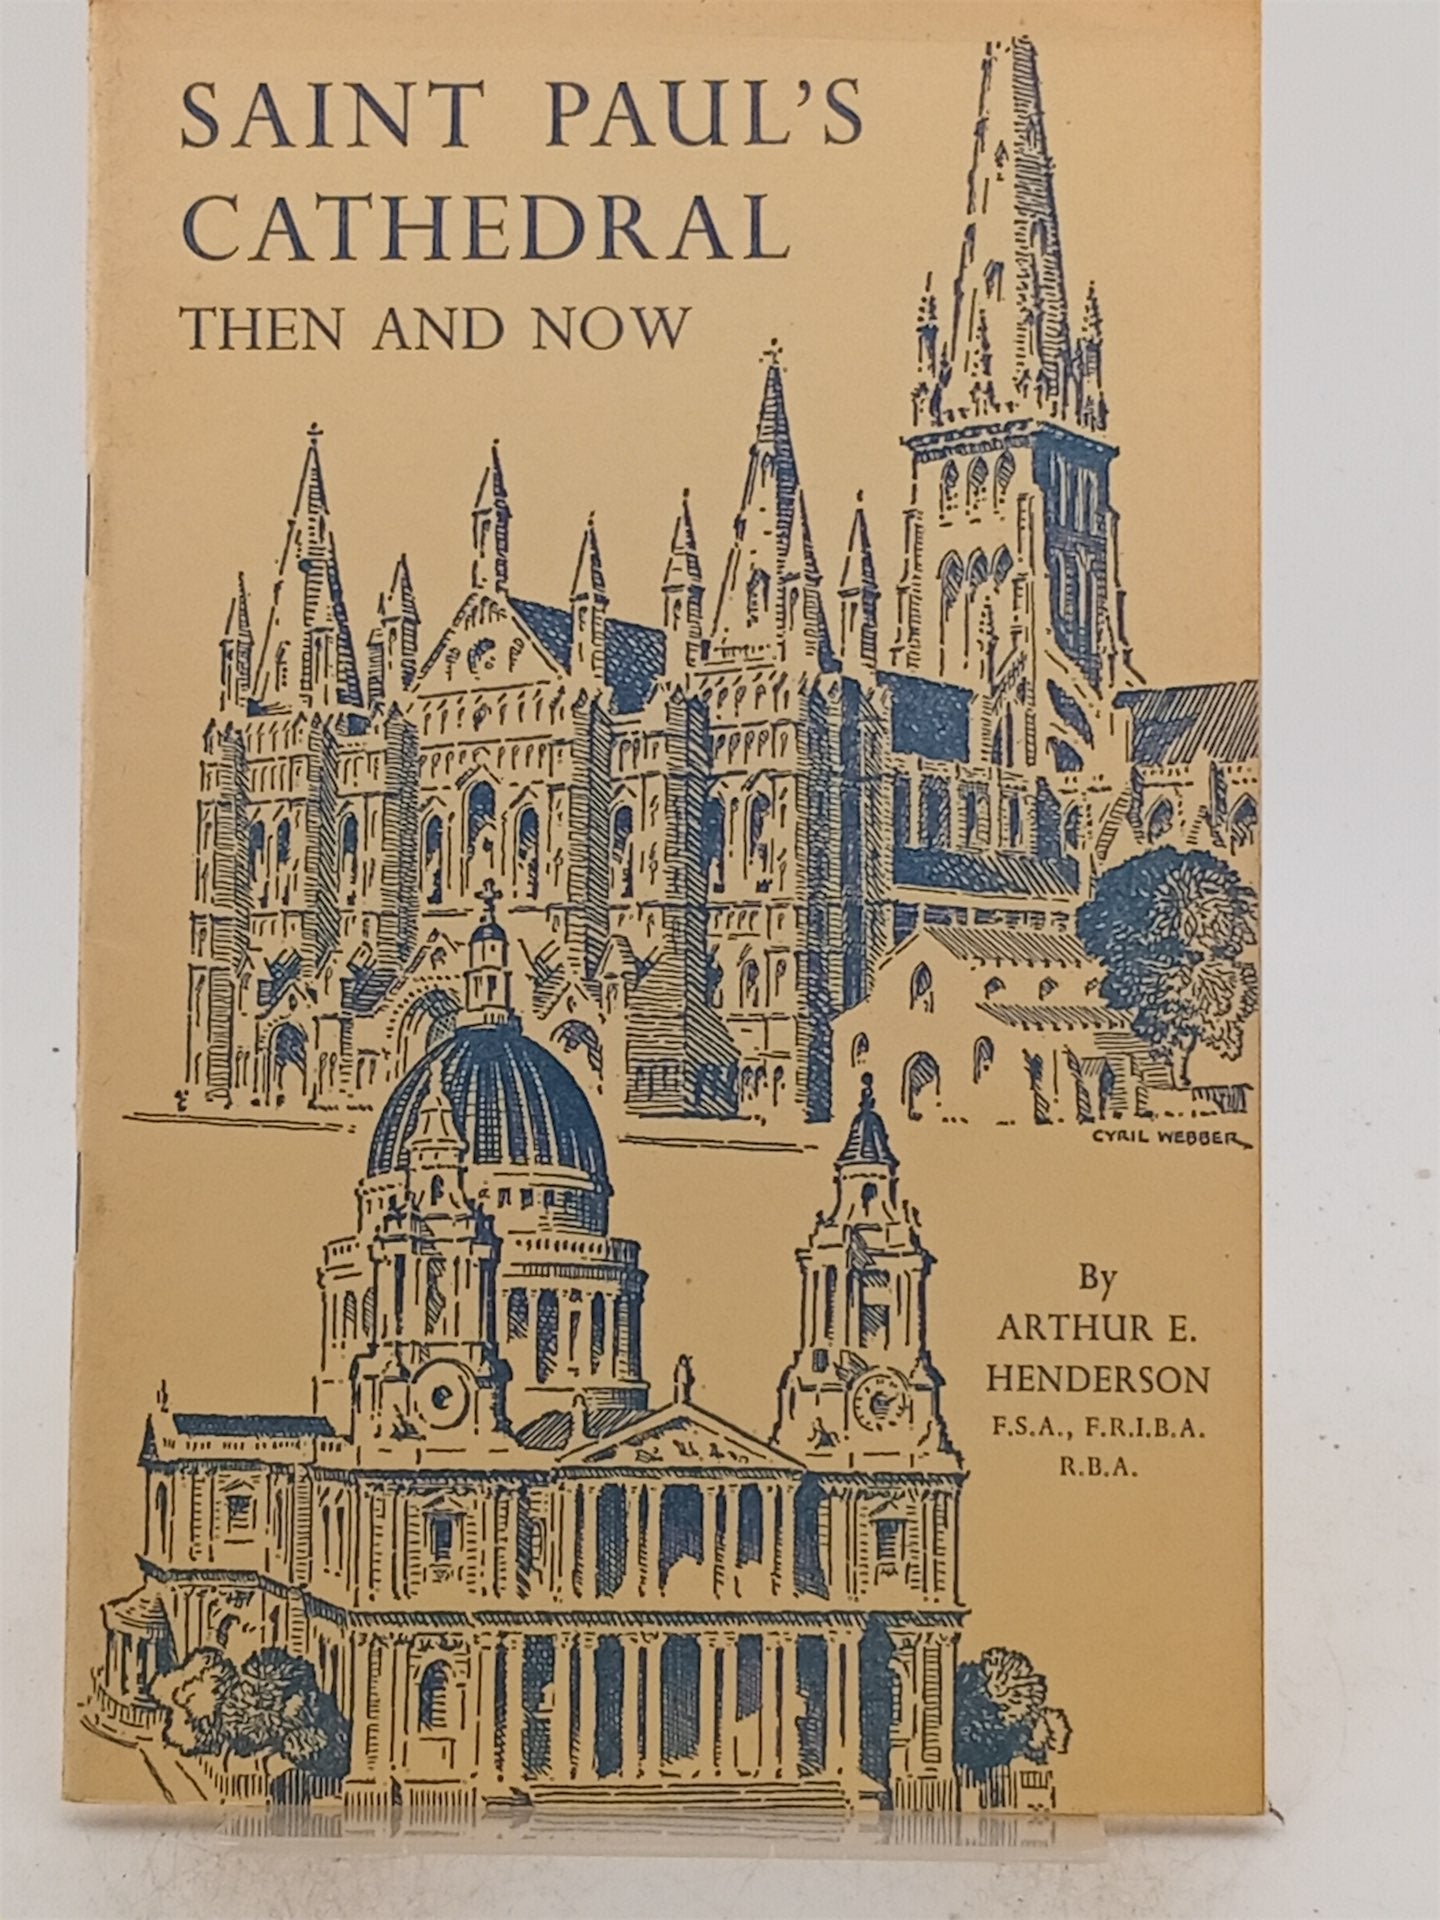 SAINT PAUL'S
CATHEDRAL
THEN AND NOW
CYRIL WEBBER
By
ARTHUR E.
HENDERSON
F.S.A., F.R.I.B.A.
R.B.A.